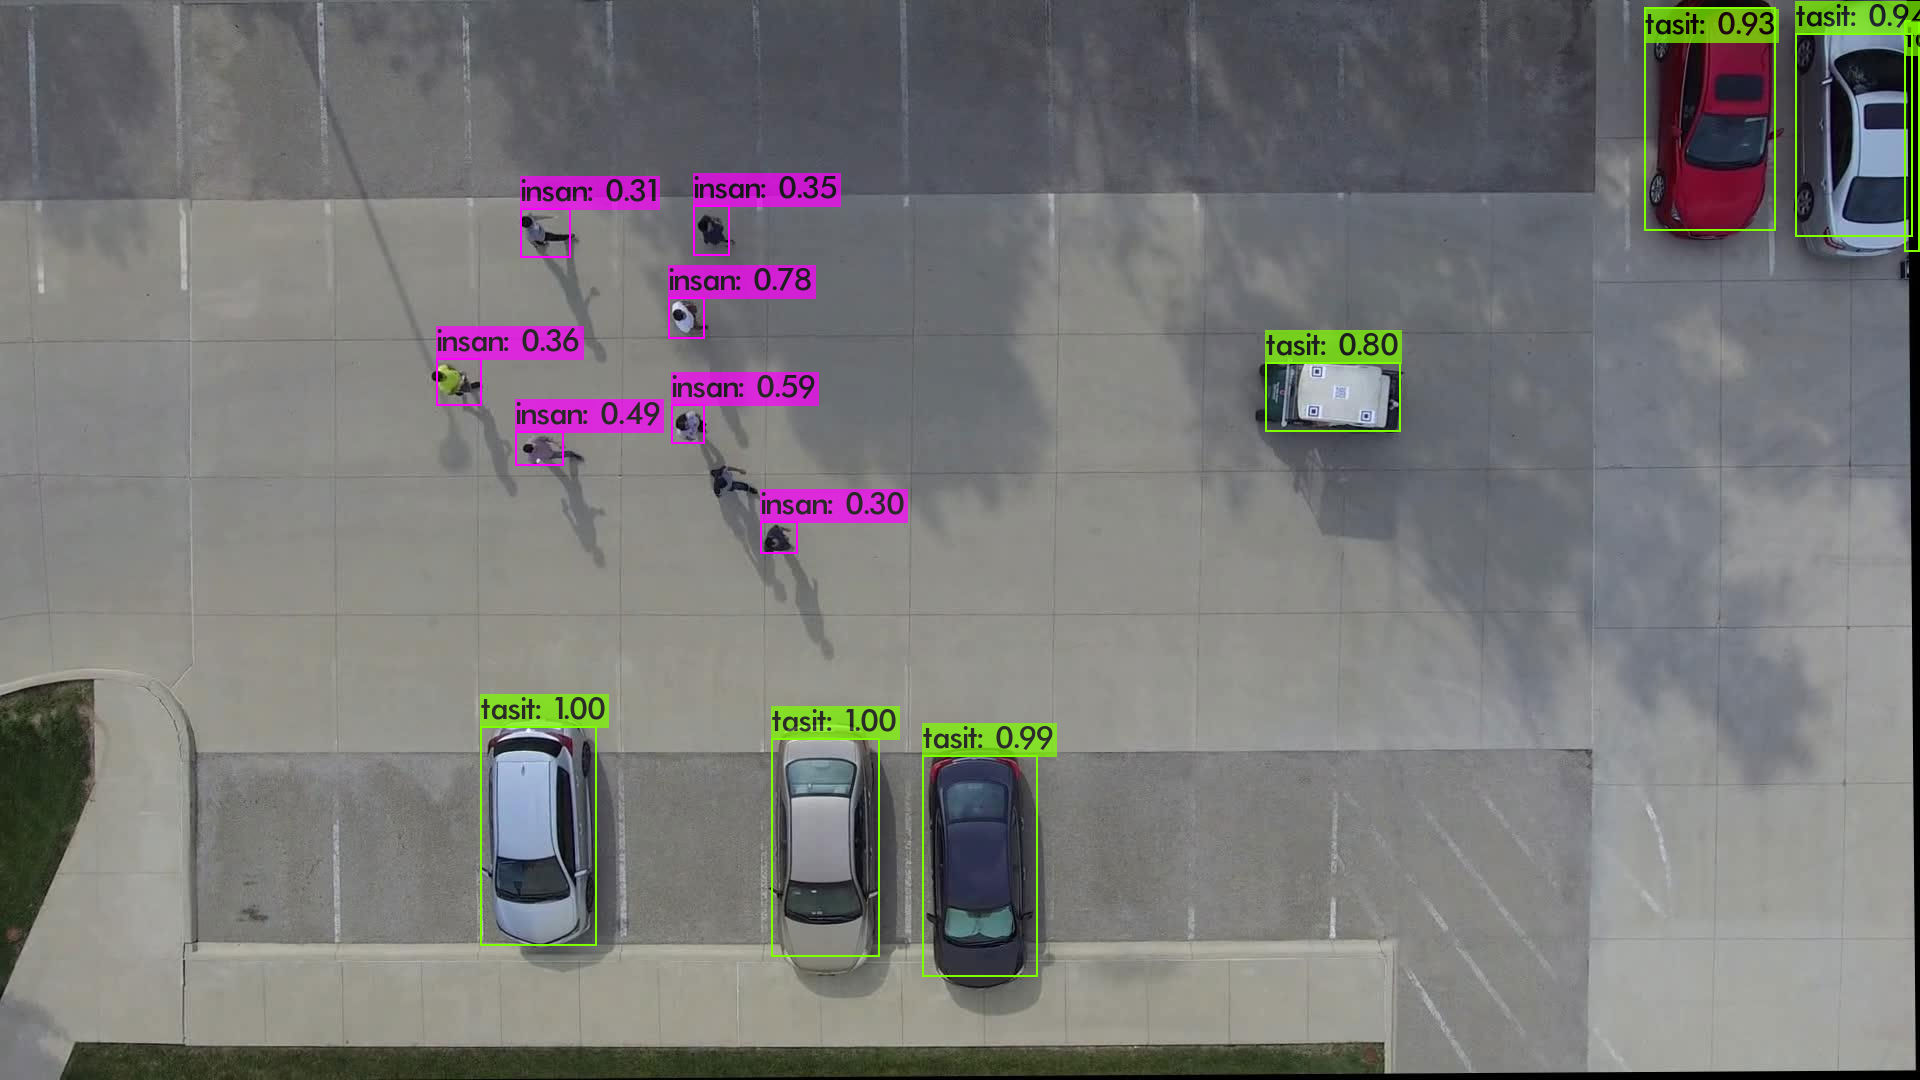 tasit: 0.93
tasit: 0.94
insan: 0.31
insan: 0.35
insan: 0.78
insan: 0.36
tasit: 0.80
insan: 0.59
insan: 0.49
insan: 0.30
tasit: 1.00
tasit: 1.00
tasit: 0.99